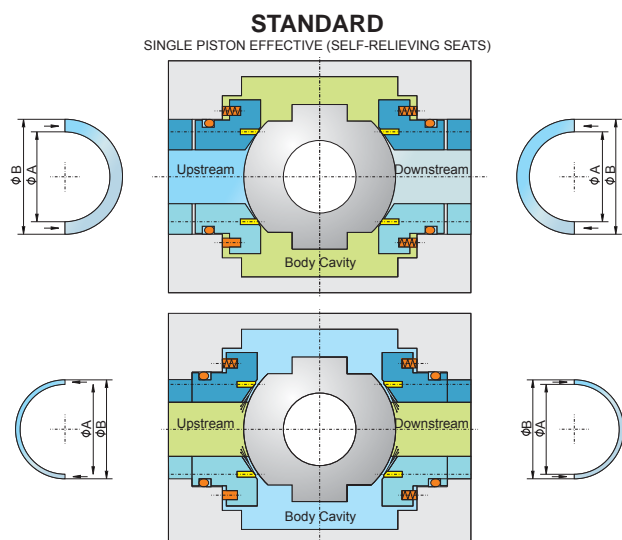 STANDARD
SINGLE PISTON EFFECTIVE (SELF-RELIEVING SEATS)
ϕB
ϕA
Upstream
Downstream
Body Cavity
ϕA
ϕB
ϕA
ϕB
Upstream
Downstream
Body Cavity
ϕB
ϕA